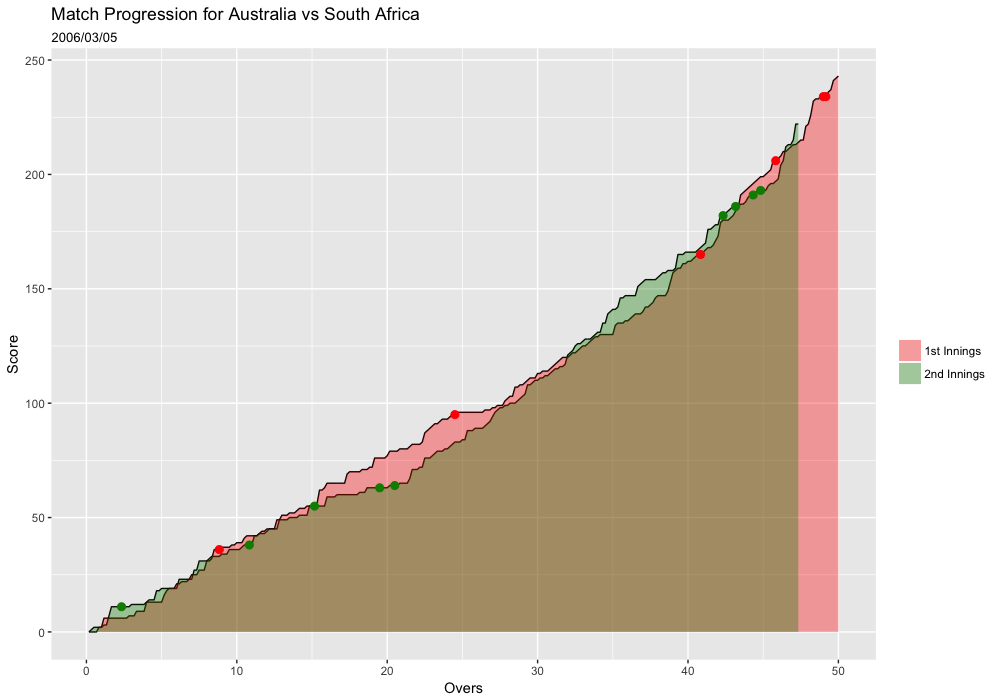 Match Progression for Australia vs South Africa
2006/03/05
250
200
150
100
50
0
Score
0 10 20 30 40 50
Overs
1st Innings
2nd Innings